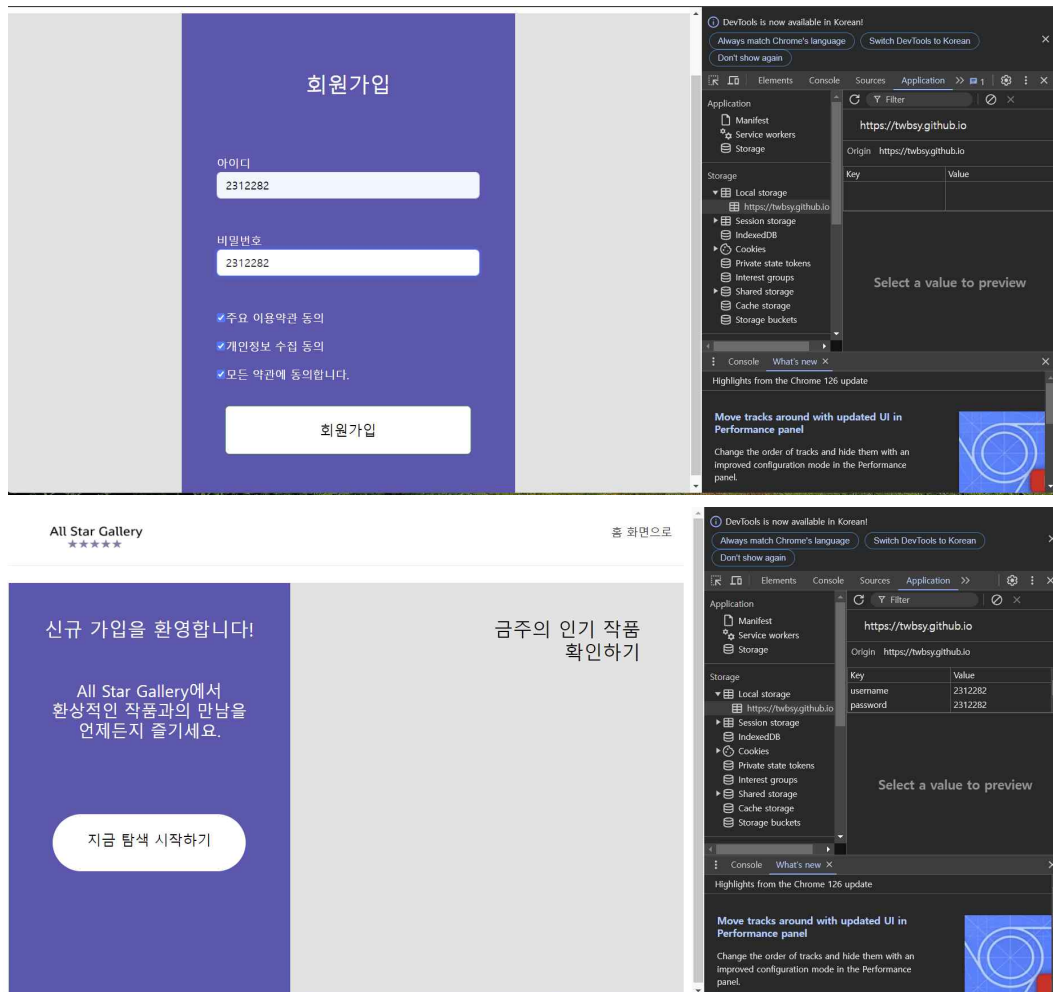 회원가입
아이디
2312282
비밀번호
2312282
주요 이용약관 동의
개인정보 수집 동의
모든 약관에 동의합니다.
회원가입
DevTools is now available in Korean!
Always match Chrome's language
Switch DevTools to Korean
Don't show again
Elements Console Sources Application 1
Application
Manifest
Service workers
Storage
Storage
Local storage
https://twbsy.github.io
Session storage
IndexedDB
Cookies
Private state tokens
Interest groups
Shared storage
Cache storage
Storage buckets
Filter
https://twbsy.github.io
Origin https://twbsy.github.io
Key Value
Select a value to preview
Console What's new
Highlights from the Chrome 126 update
Move tracks around with updated UI in
Performance panel
Change the order of tracks and hide them with an
improved configuration mode in the Performance
panel.
All Star Gallery
홈 화면으로
신규 가입을 환영합니다!
All Star Gallery에서
환상적인 작품과의 만남을
언제든지 즐기세요.
지금 탐색 시작하기
금주의 인기 작품
확인하기
DevTools is now available in Korean!
Always match Chrome's language
Switch DevTools to Korean
Don't show again
Elements Console Sources Application
Application
Manifest
Service workers
Storage
Storage
Local storage
https://twbsy.github.io
Session storage
IndexedDB
Cookies
Private state tokens
Interest groups
Shared storage
Cache storage
Storage buckets
Filter
https://twbsy.github.io
Origin https://twbsy.github.io
Key Value
username 2312282
password 2312282
Select a value to preview
Console What's new
Highlights from the Chrome 126 update
Move tracks around with updated UI in
Performance panel
Change the order of tracks and hide them with an
improved configuration mode in the Performance
panel.